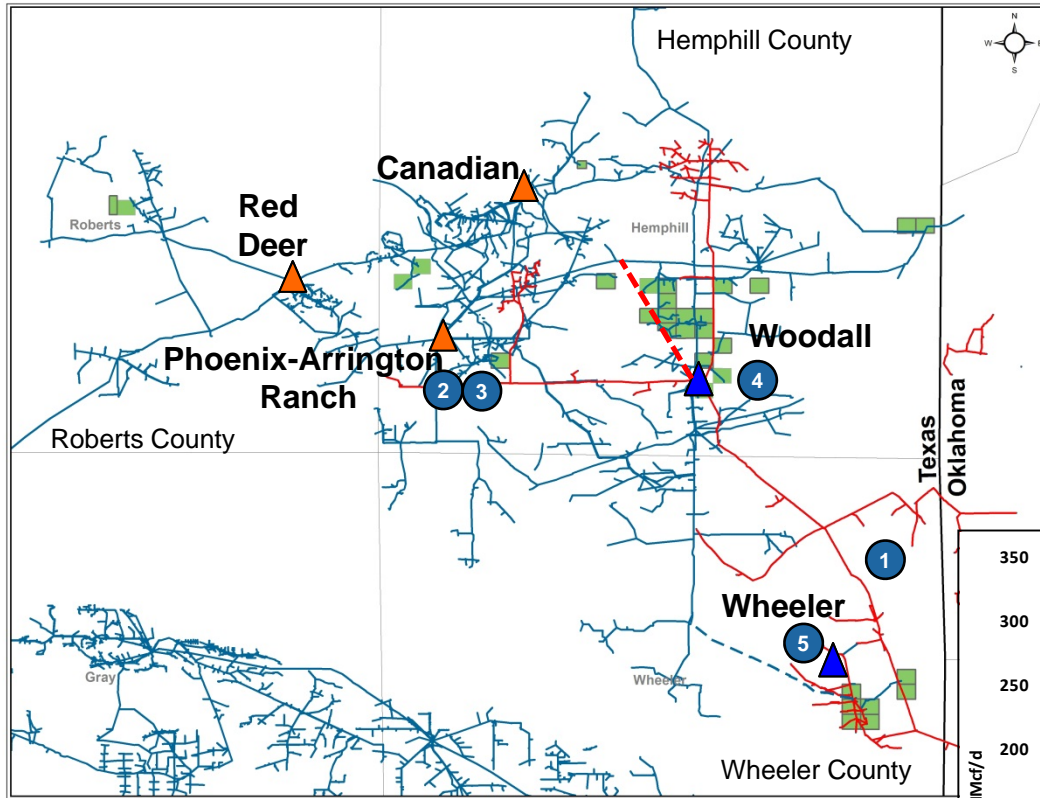 Hemphill County
N
W
E
S
Canadian
Red
Deer
Roberts
Hemphill
Woodall
Phoenix-Arrington
Ranch
2
3
4
Roberts County
Texas
Oklahoma
1
350
Wheeler
300
5
Gray
Wheeler
250
200
Wheeler County
Mcf/d